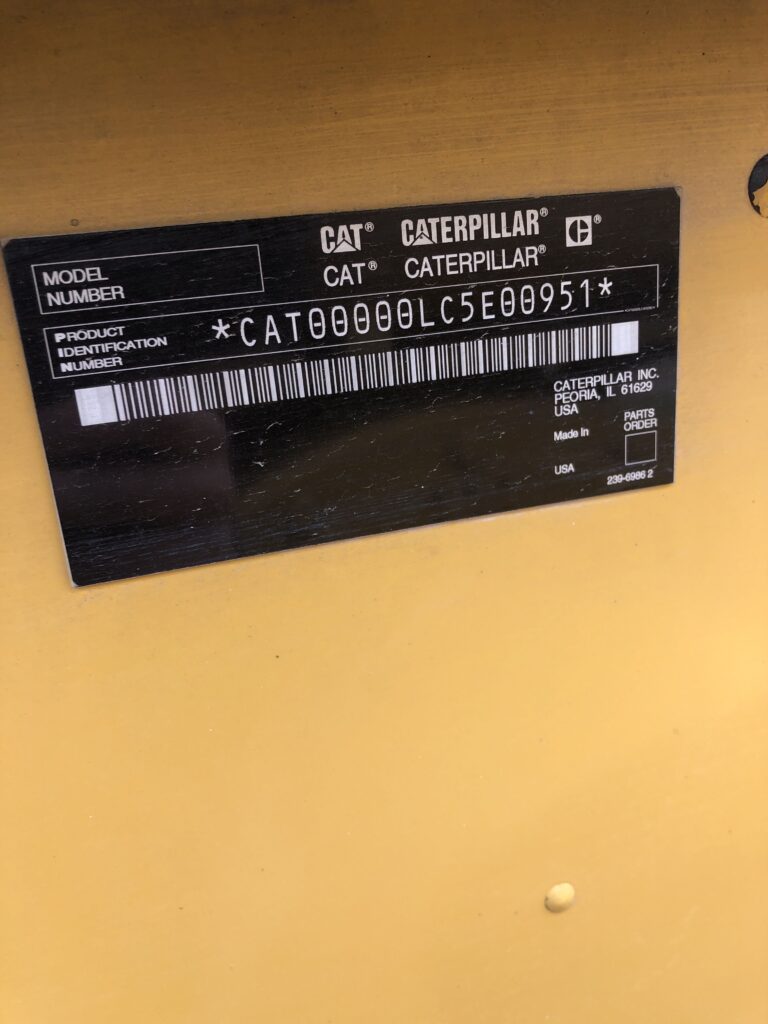 CAT® CATERPILLAR® C®
CAT® CATERPILLAR®
MODEL
NUMBER
PRODUCT
IDENTIFICATION
NUMBER
*CAT00000LC5E00951*
CATERPILLAR INC.
PEORIA, IL 61629
USA
Made In
USA
PARTS
ORDER
239-6986 2